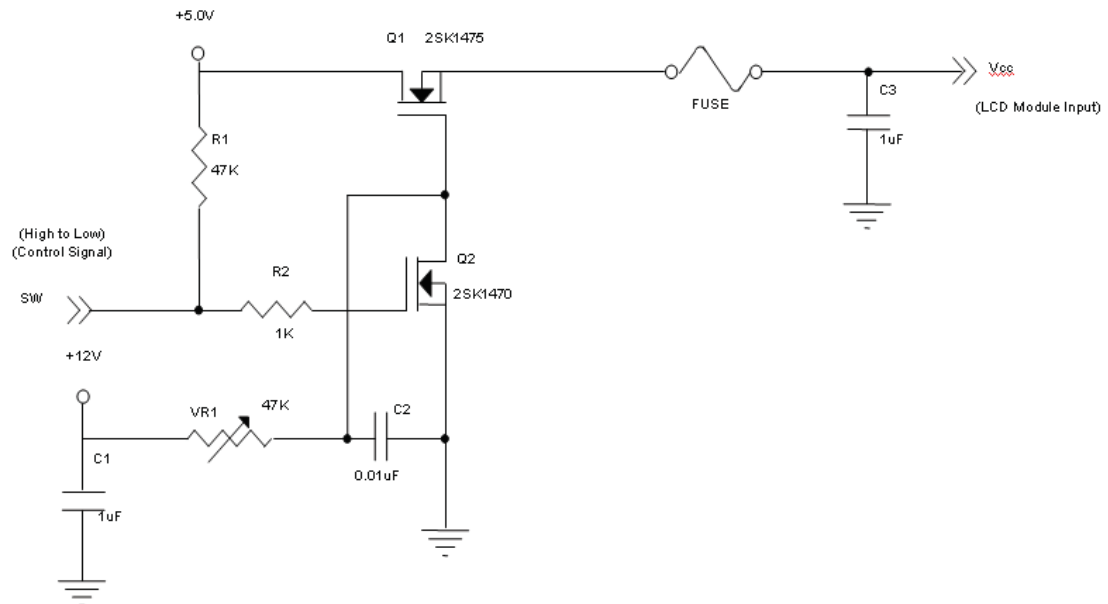 +5.0V
Q1 2SK1475
Vcc
FUSE
C3
(LCD Module Input)
1uF
R1
47K
(High to Low)
(Control Signal)
SW
R2
1K
Q2
2SK1470
+12V
VR1
47K
C2
C1
0.01uF
1uF